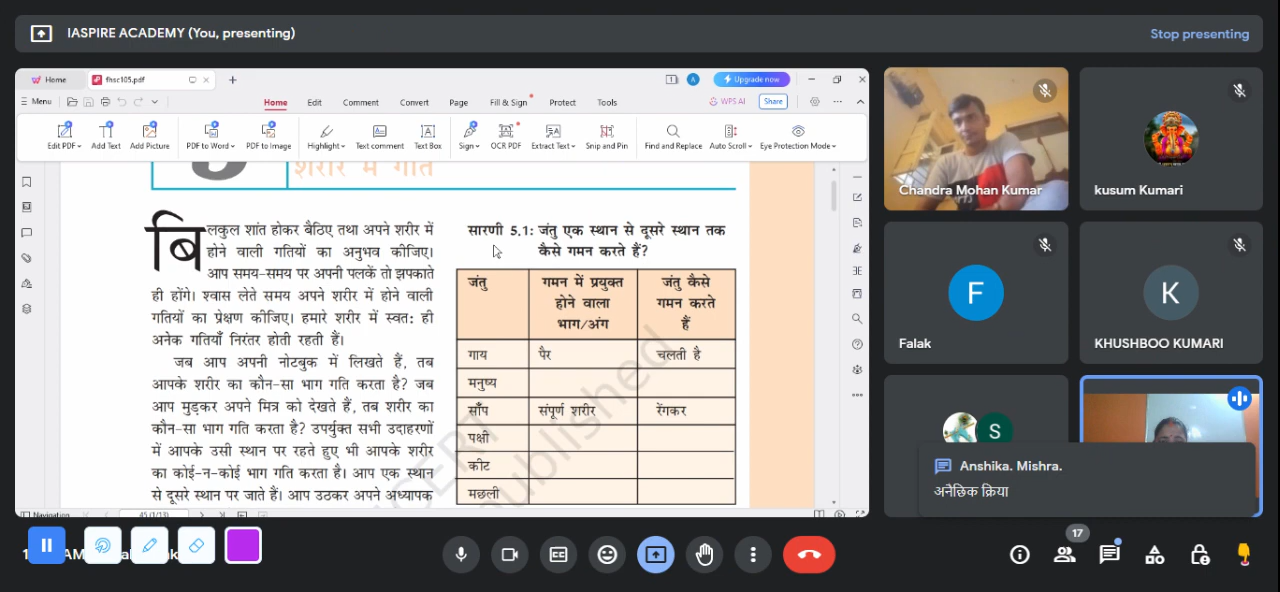 IASPIRE ACADEMY (You, presenting)
Stop presenting
Home
fhsc105.pdf
Upgrade now
Menu
Home Edit Comment Convert Page Fill & Sign Protect Tools
WPS AI
Share
Edit PDF Add Text Add Picture PDF to Word PDF to Image Highlight Text comment Text Box Sign OCR PDF Extract Text Snip and Pin Find and Replace Auto Scroll Eye Protection Mode
शरीर में गति
बिलकुल शांत होकर बैठिए तथा अपने शरीर में
होने वाली गतियों का अनुभव कीजिए।
आप समय-समय पर अपनी पलकें तो झपकाते
ही होंगे। श्वास लेते समय अपने शरीर में होने वाली
गतियों का प्रेक्षण कीजिए। हमारे शरीर में स्वतः ही
अनेक गतियाँ निरंतर होती रहती हैं।
जब आप अपनी नोटबुक में लिखते हैं, तब
आपके शरीर का कौन-सा भाग गति करता है? जब
आप मुड़कर अपने मित्र को देखते हैं, तब शरीर का
कौन-सा भाग गति करता है? उपर्युक्त सभी उदाहरणों
में आपके उसी स्थान पर रहते हुए भी आपके शरीर
का कोई-न-कोई भाग गति करता है। आप एक स्थान
से दूसरे स्थान पर जाते हैं। आप उठकर अपने अध्यापक
सारणी 5.1: जंतु एक स्थान से दूसरे स्थान तक
कैसे गमन करते हैं?
जंतु
गमन में प्रयुक्त
होने वाला
भाग/अंग
जंतु कैसे
गमन करते
हैं
गाय पैर चलती है
मनुष्य
साँप संपूर्ण शरीर रेंगकर
पक्षी
कीट
मछली
Navigation
45 (1/13)
Chandra Mohan Kumar
kusum Kumari
F
Falak
K
KHUSHBOO KUMARI
S
Anshika. Mishra.
अनैछिक क्रिया
17